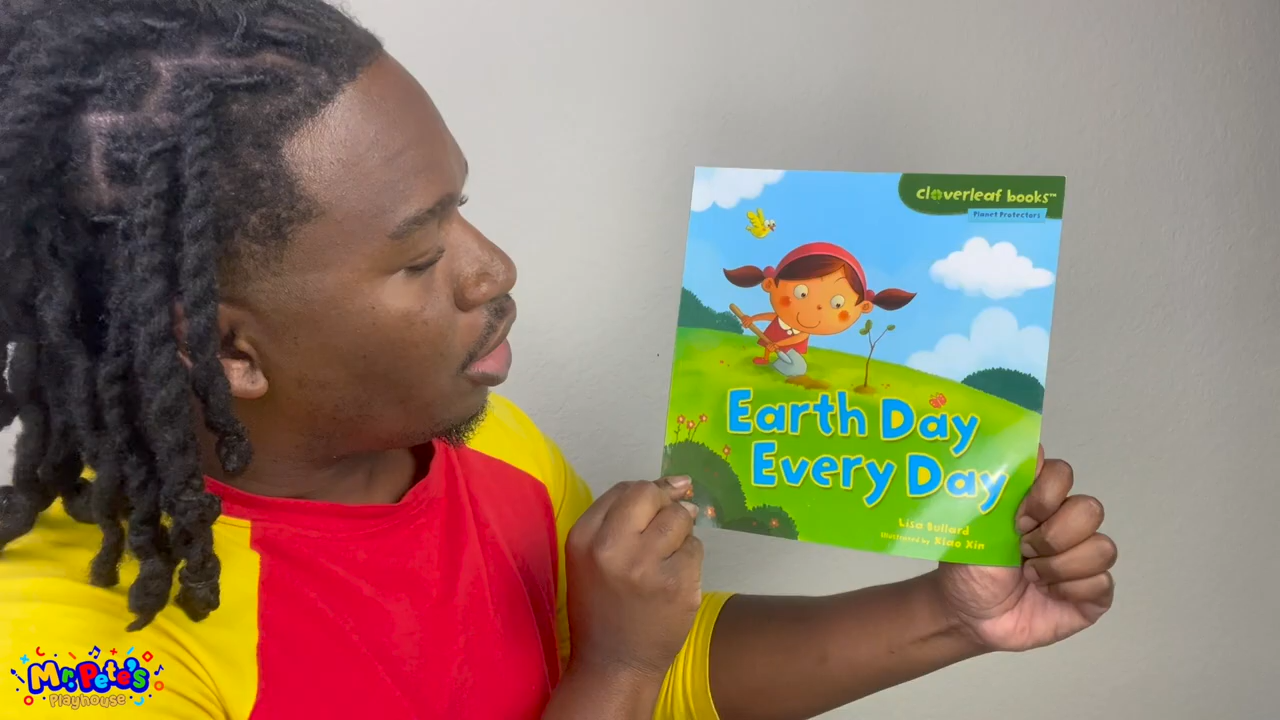 cloverleaf books™
Planet Protectors
Earth Day
Every Day
Lisa Bullard
Illustrated by Xiao Xin
Mr. Pete's
Playhouse